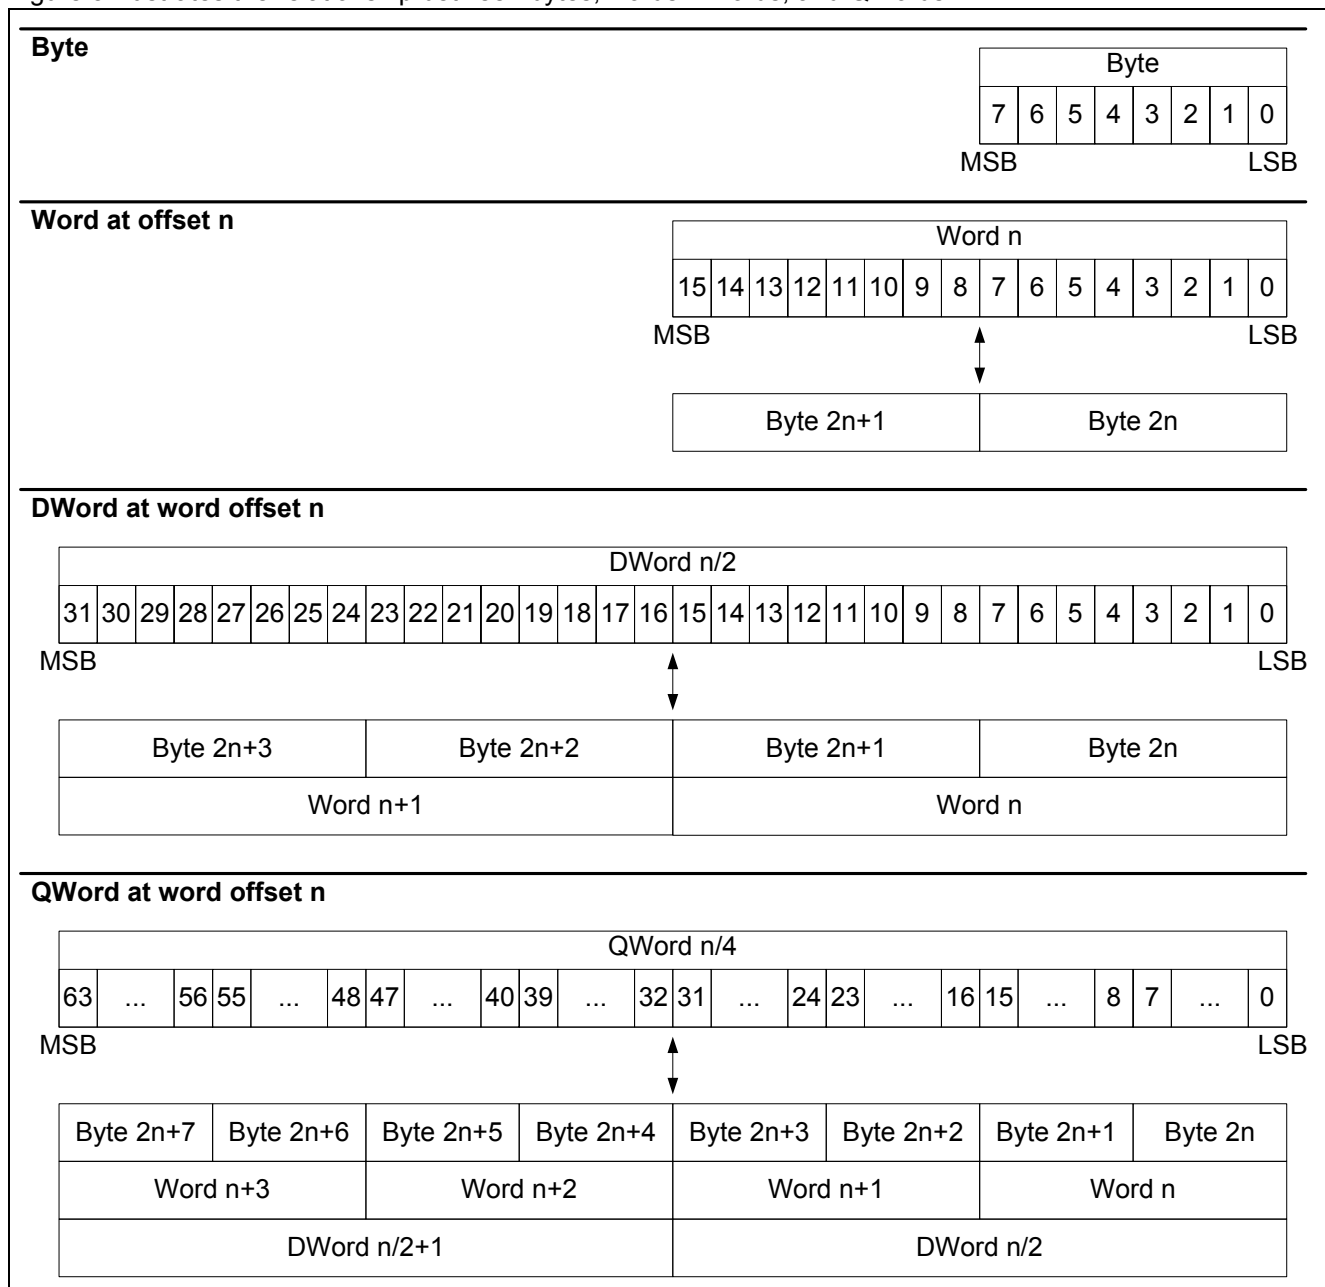 Byte
Byte
7 6 5 4 3 2 1 0
MSB LSB
Word at offset n
Word n
15 14 13 12 11 10 9 8 7 6 5 4 3 2 1 0
MSB LSB
Byte 2n+1 Byte 2n
DWord at word offset n
DWord n/2
31 30 29 28 27 26 25 24 23 22 21 20 19 18 17 16 15 14 13 12 11 10 9 8 7 6 5 4 3 2 1 0
MSB LSB
Byte 2n+3 Byte 2n+2 Byte 2n+1 Byte 2n
Word n+1 Word n
QWord at word offset n
QWord n/4
63 ... 56 55 ... 48 47 ... 40 39 ... 32 31 ... 24 23 ... 16 15 ... 8 7 ... 0
MSB LSB
Byte 2n+7 Byte 2n+6 Byte 2n+5 Byte 2n+4 Byte 2n+3 Byte 2n+2 Byte 2n+1 Byte 2n
Word n+3 Word n+2 Word n+1 Word n
DWord n/2+1 DWord n/2